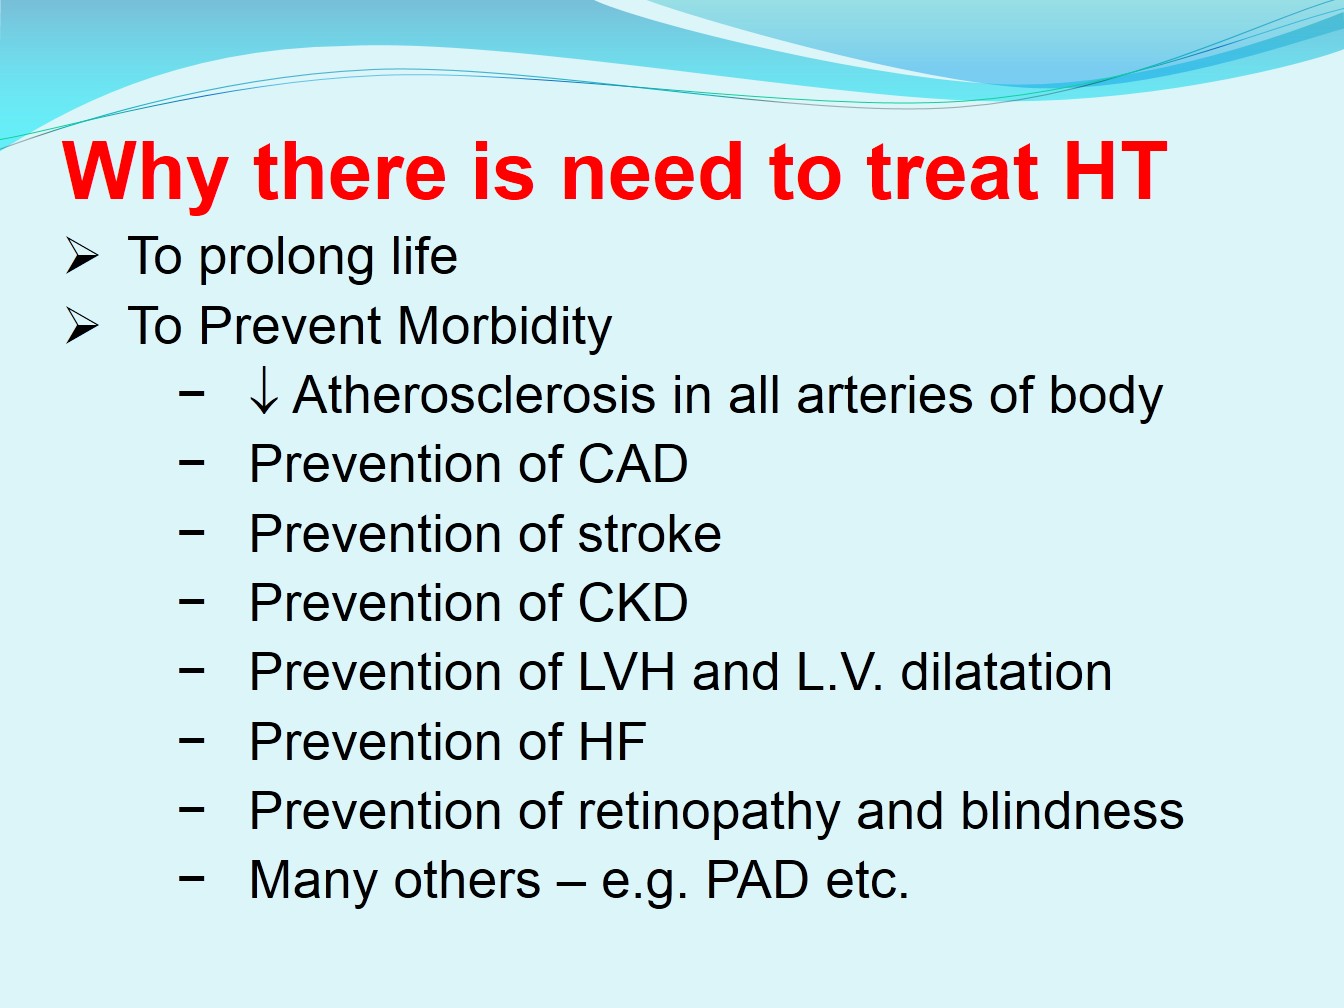 Why there is need to treat HT
➢ To prolong life
➢ To Prevent Morbidity
− ↓ Atherosclerosis in all arteries of body
− Prevention of CAD
− Prevention of stroke
− Prevention of CKD
− Prevention of LVH and L.V. dilatation
− Prevention of HF
− Prevention of retinopathy and blindness
− Many others – e.g. PAD etc.